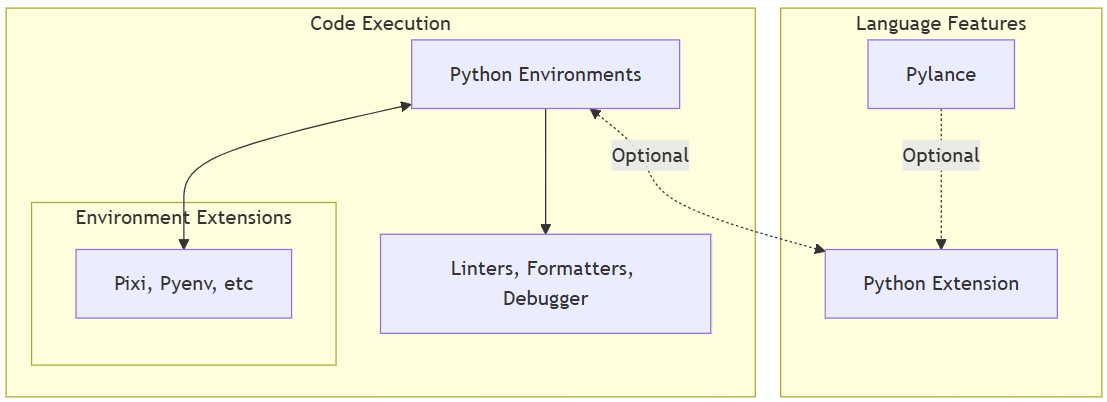 Code Execution
Language Features
Python Environments
Pylance
Optional
Optional
Environment Extensions
Pixi, Pyenv, etc
Linters, Formatters,
Debugger
Python Extension